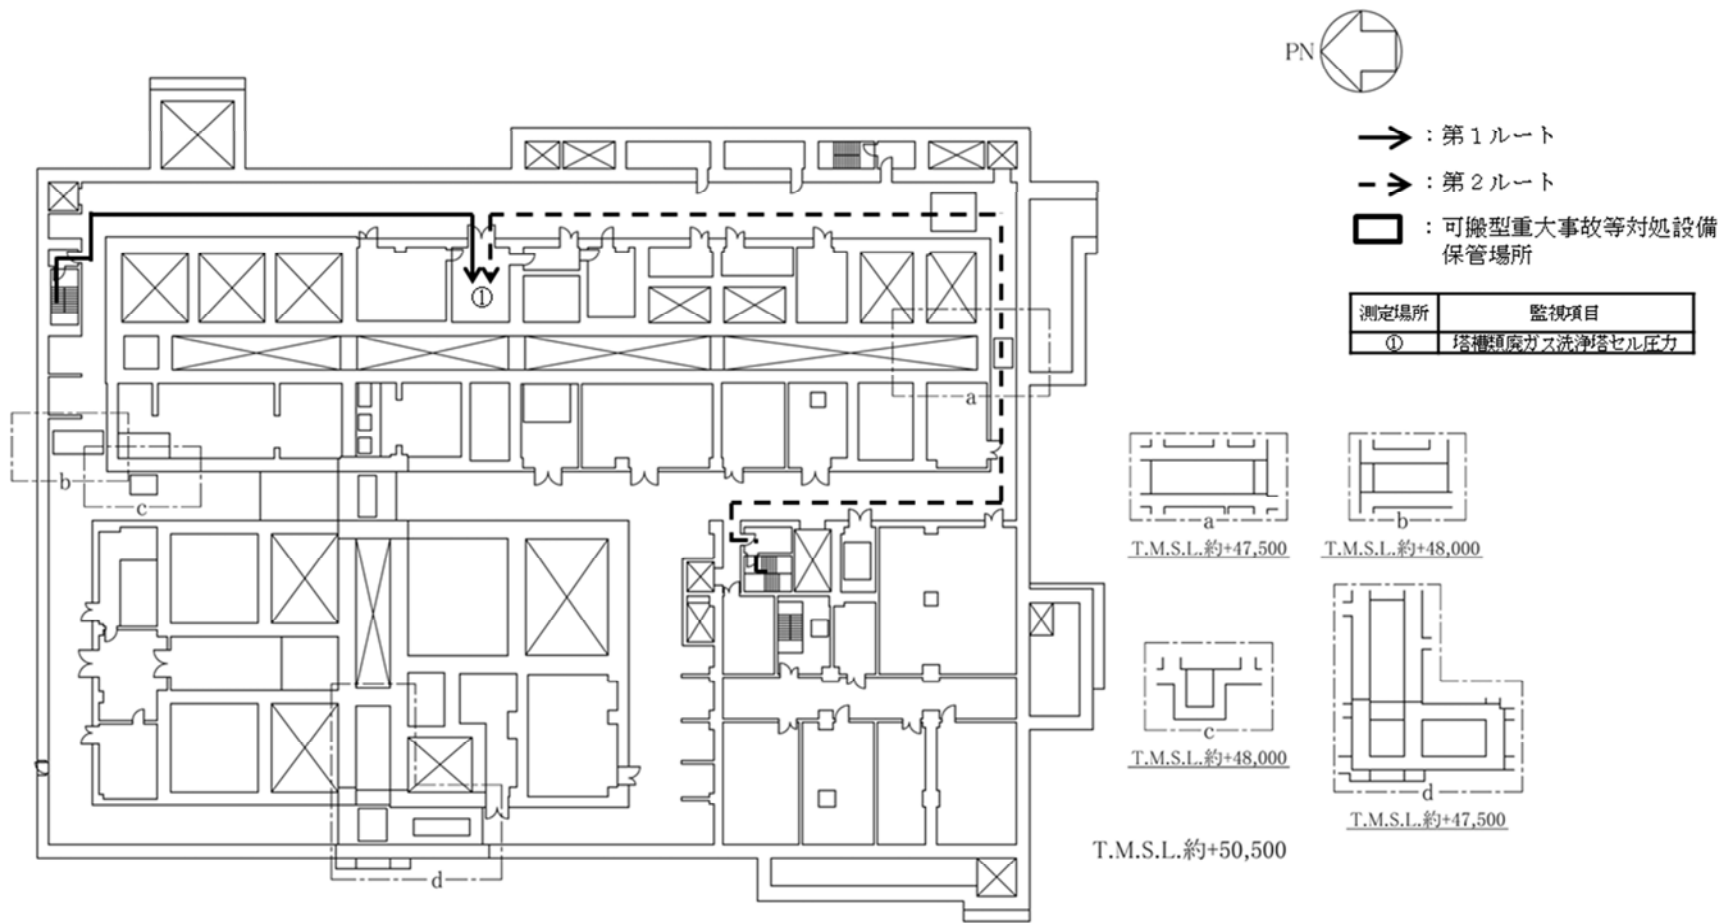 PN
：第１ルート
：第２ルート
：可搬型重大事故等対処設備
保管場所
測定場所 監視項目
① 塔槽類廃ガス洗浄塔セル圧力
①
a
b
c
d
a
T.M.S.L.約+47,500
b
T.M.S.L.約+48,000
c
T.M.S.L.約+48,000
d
T.M.S.L.約+47,500
T.M.S.L.約+50,500